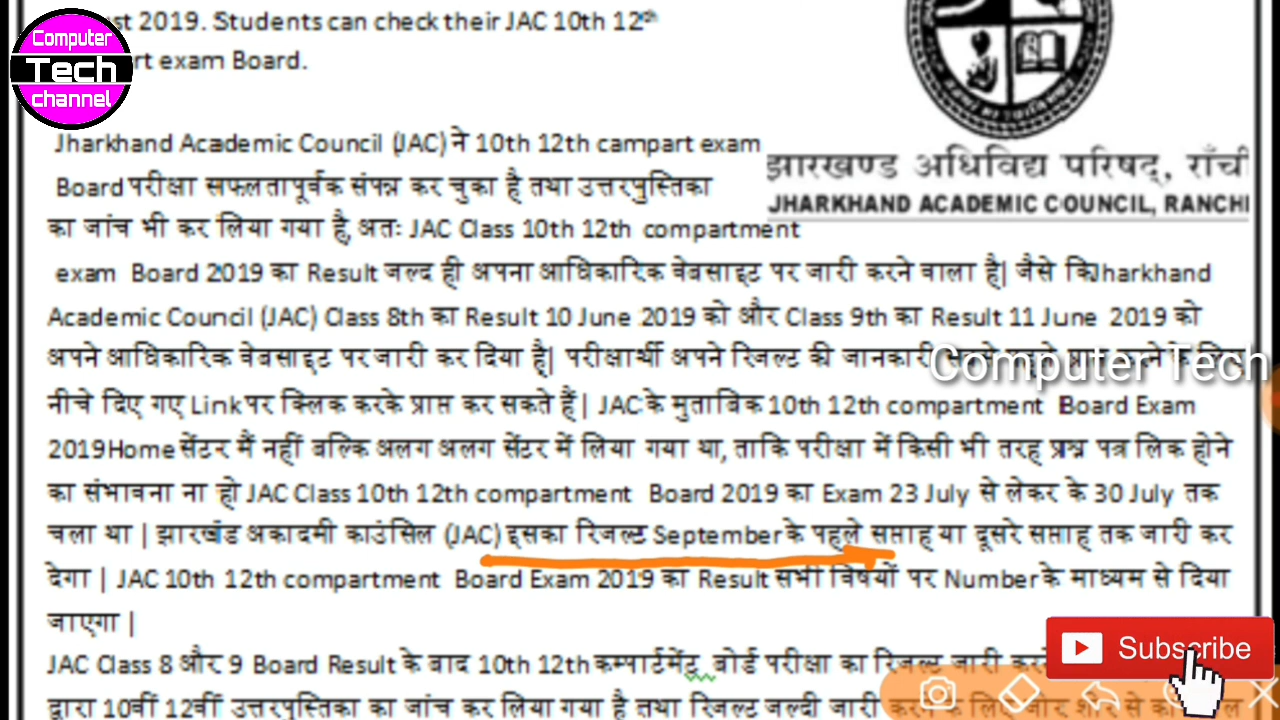 2019. Students can check their JAC 10th 12th
exam Board.
Computer
Tech
channel
Jharkhand Academic Council (JAC) ने 10th 12th campart exam
Board परीक्षा सफलतापूर्वक संपन्न कर चुका है तथा उत्तरपुस्तिका
का जांच भी कर लिया गया है, अतः JAC Class 10th 12th compartment
झारखण्ड अधिविद्य परिषद्, राँची
JHARKHAND ACADEMIC COUNCIL, RANCHI
exam Board 2019 का Result जल्द ही अपना आधिकारिक वेबसाइट पर जारी करने वाला है| जैसे कि Jharkhand
Academic Council (JAC) Class 8th का Result 10 June 2019 को और Class 9th का Result 11 June 2019 को
अपने आधिकारिक वेबसाइट पर जारी कर दिया है| परीक्षार्थी अपने रिजल्ट की जानकारी
Computer Tech
नीचे दिए गए Link पर क्लिक करके प्राप्त कर सकते हैं | JAC के मुताबिक 10th 12th compartment Board Exam
2019 Home सेंटर मैं नहीं बल्कि अलग अलग सेंटर में लिया गया था, ताकि परीक्षा में किसी भी तरह प्रश्न पत्र लिक होने
का संभावना ना हो JAC Class 10th 12th compartment Board 2019 का Exam 23 July से लेकर के 30 July तक
चला था | झारखंड अकादमी काउंसिल (JAC) इसका रिजल्ट September के पहले सप्ताह या दूसरे सप्ताह तक जारी कर
देगा | JAC 10th 12th compartment Board Exam 2019 का Result सभी विषयों पर Number के माध्यम से दिया
जाएगा |
JAC Class 8 और 9 Board Result के बाद 10th 12th कम्पार्टमेंट बोर्ड परीक्षा का रिजल्ट जारी
Subscribe
द्वारा 10वीं 12वीं उत्तरपुस्तिका का जांच कर लिया गया है तथा रिजल्ट जल्दी जारी